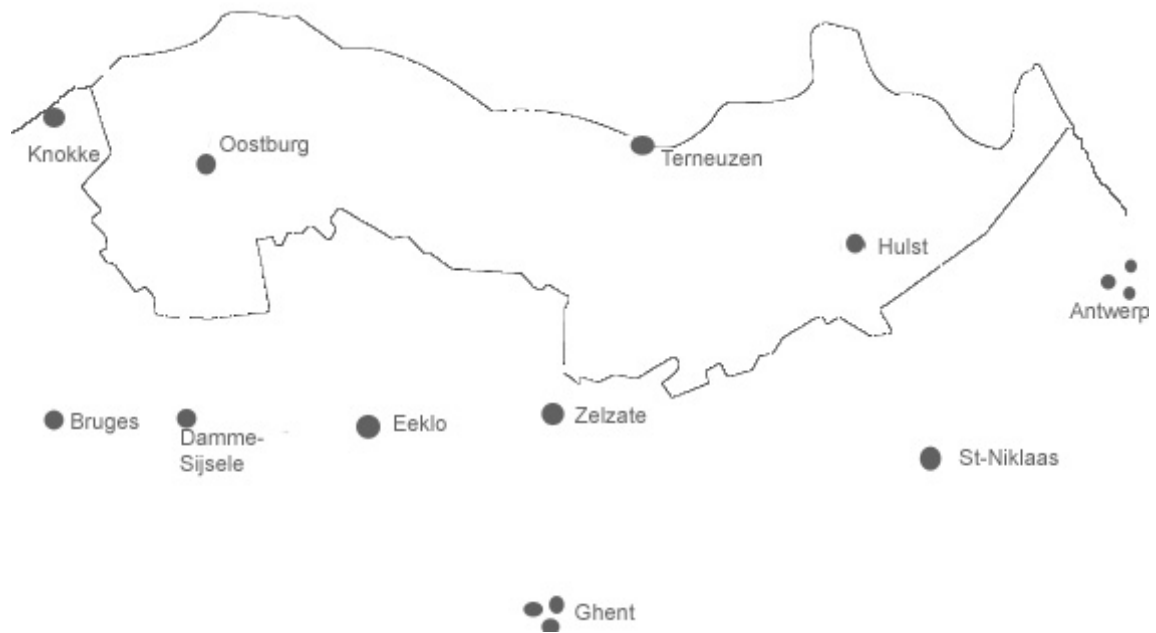 Oostburg
Knokke
Terneuzen
Hulst
Antwerp
Bruges
Damme-
Sijsele
Eeklo
Zelzate
St-Niklaas
Ghent